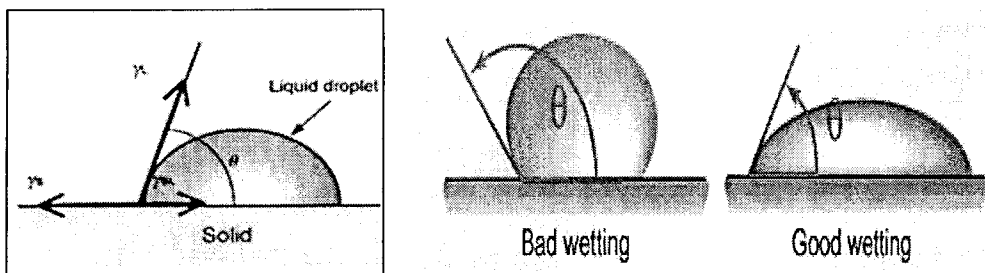 γ
Liquid droplet
θ
γ
γ
Solid
θ
Bad wetting
θ
Good wetting